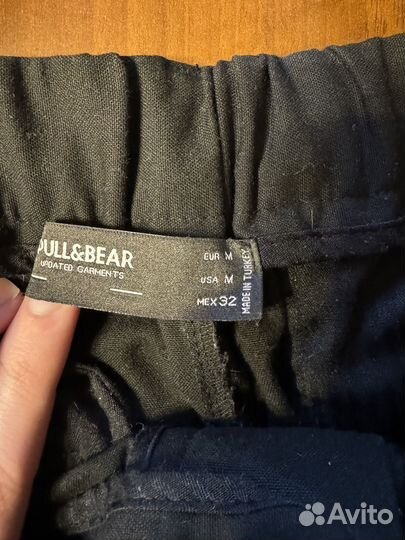 PULL&BEAR
UPDATED GARMENTS
EUR M
USA M
MEX 32
MADE IN TURKEY
Avito